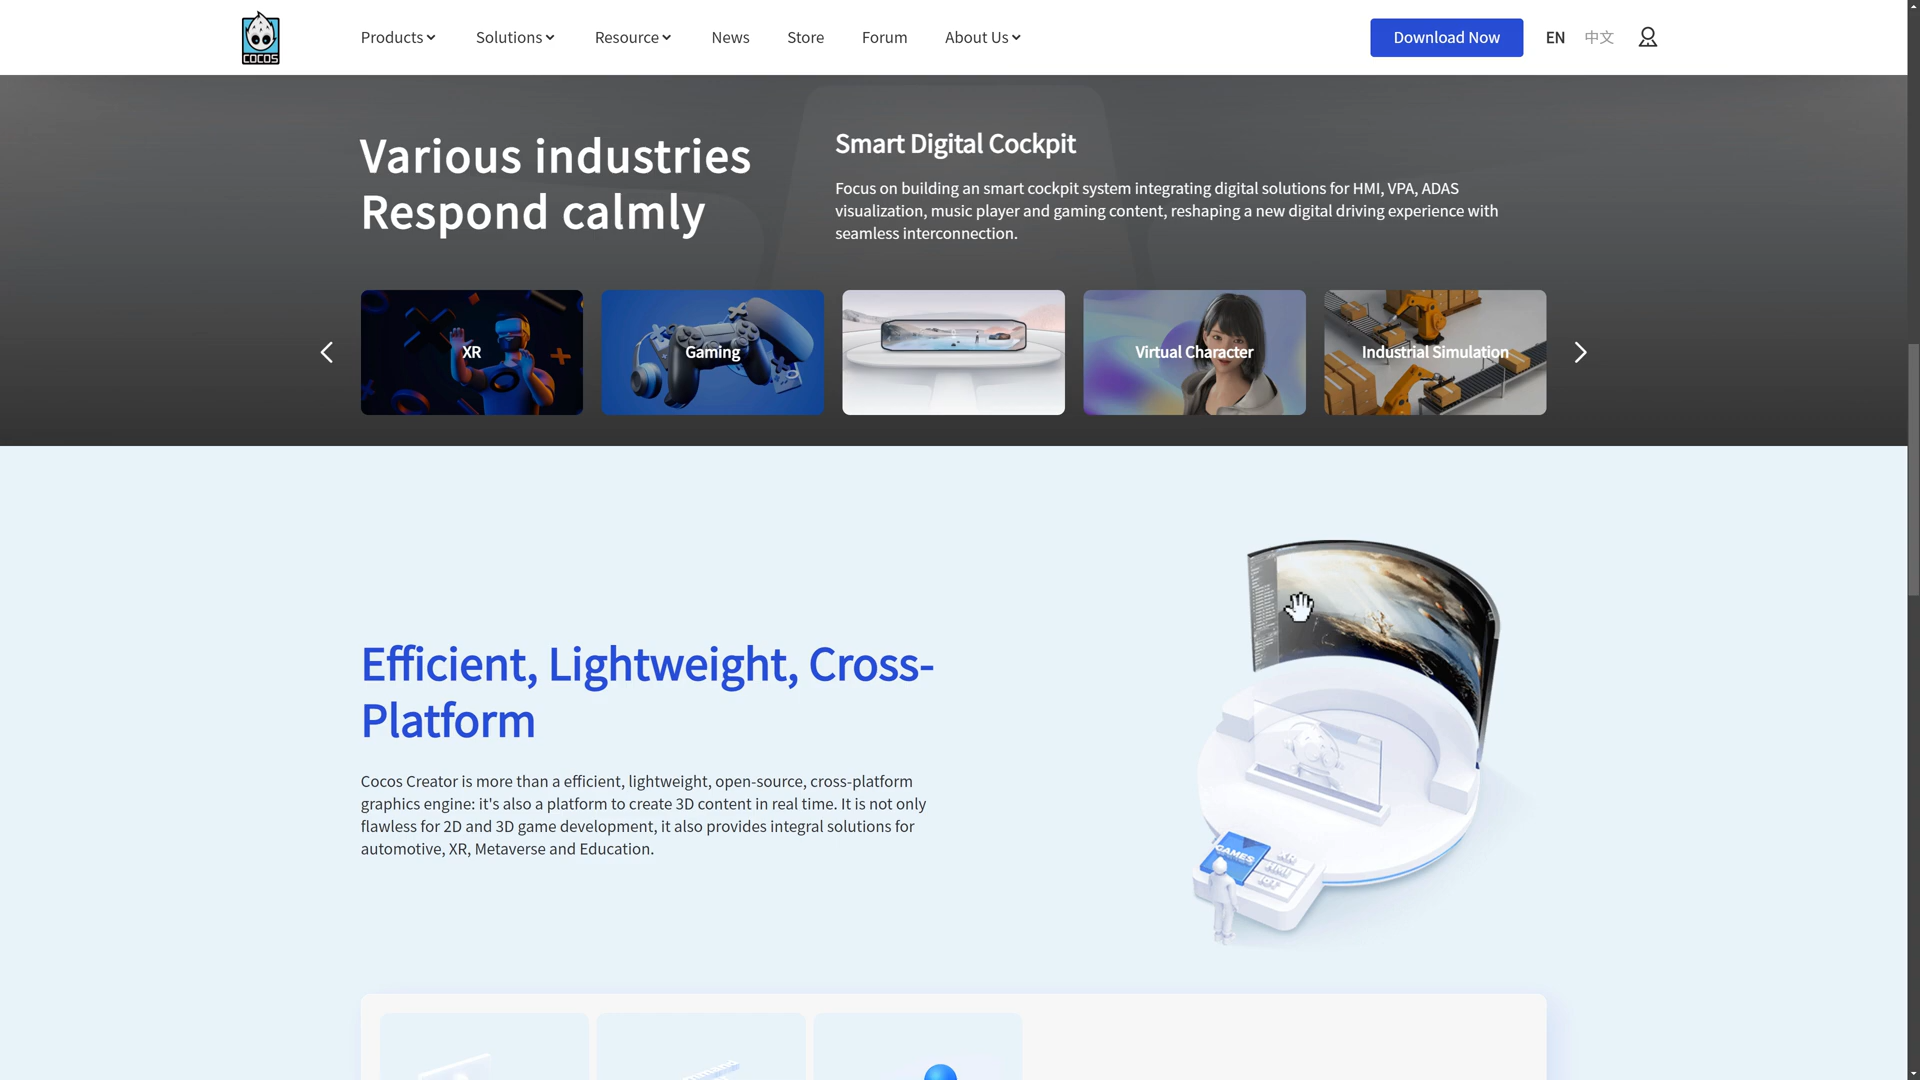 COCOS
Products
Solutions
Resource
News
Store
Forum
About Us
Download Now
EN
中文
Various industries
Respond calmly
Smart Digital Cockpit
Focus on building an smart cockpit system integrating digital solutions for HMI, VPA, ADAS
visualization, music player and gaming content, reshaping a new digital driving experience with
seamless interconnection.
XR
Gaming
Virtual Character
Industrial Simulation
Efficient, Lightweight, Cross-
Platform
Cocos Creator is more than a efficient, lightweight, open-source, cross-platform
graphics engine: it's also a platform to create 3D content in real time. It is not only
flawless for 2D and 3D game development, it also provides integral solutions for
automotive, XR, Metaverse and Education.
GAMES
XR
HMI
IOT